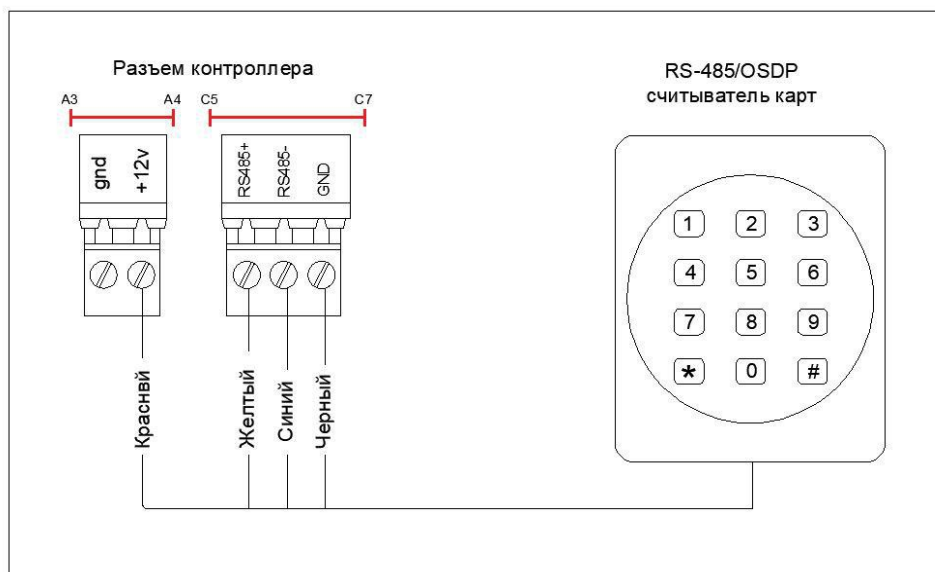 Разъем контроллера
A3
A4
C5
C7
gnd
+12v
RS485+
RS485-
GND
Краснвй
Желтый
Синий
Черный
RS-485/OSDP
считыватель карт
1 2 3
4 5 6
7 8 9
* 0 #